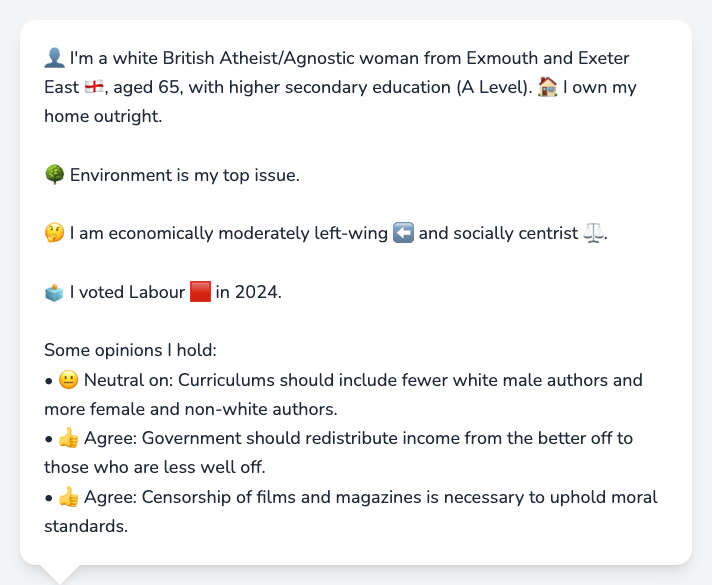 👤 I'm a white British Atheist/Agnostic woman from Exmouth and Exeter
East 🏴󠁧󠁢󠁥󠁮󠁧󠁿, aged 65, with higher secondary education (A Level). 🏠 I own my
home outright.
🌳 Environment is my top issue.
🤔 I am economically moderately left-wing ⬅️ and socially centrist ⚖️.
🗳️ I voted Labour 🟥 in 2024.
Some opinions I hold:
• 😐 Neutral on: Curriculums should include fewer white male authors and
more female and non-white authors.
• 👍 Agree: Government should redistribute income from the better off to
those who are less well off.
• 👍 Agree: Censorship of films and magazines is necessary to uphold moral
standards.